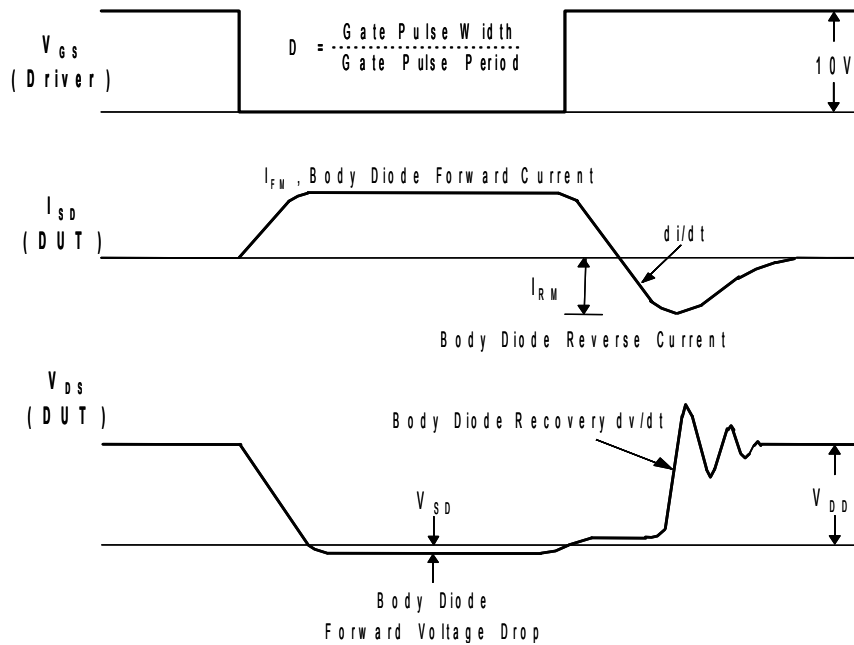 V GS
(Driver)
D = Gate Pulse Width
Gate Pulse Period
10V
I SD
(DUT)
I FM , Body Diode Forward Current
di/dt
I RM
Body Diode Reverse Current
V DS
(DUT)
Body Diode Recovery dv/dt
V SD
V DD
Body Diode
Forward Voltage Drop